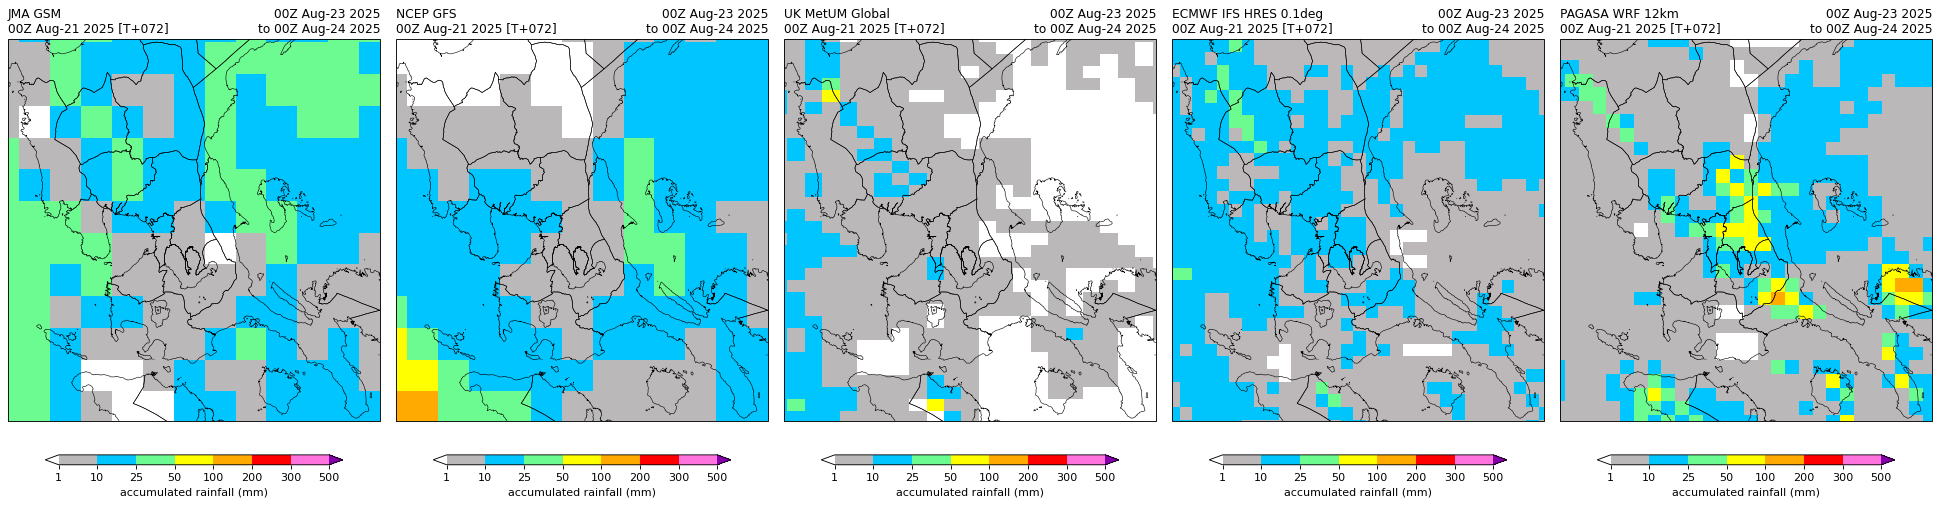 JMA GSM 00Z Aug-23 2025
00Z Aug-21 2025 [T+072] to 00Z Aug-24 2025
1 10 25 50 100 200 300 500
accumulated rainfall (mm)
NCEP GFS 00Z Aug-23 2025
00Z Aug-21 2025 [T+072] to 00Z Aug-24 2025
1 10 25 50 100 200 300 500
accumulated rainfall (mm)
UK MetUM Global 00Z Aug-23 2025
00Z Aug-21 2025 [T+072] to 00Z Aug-24 2025
1 10 25 50 100 200 300 500
accumulated rainfall (mm)
ECMWF IFS HRES 0.1deg 00Z Aug-23 2025
00Z Aug-21 2025 [T+072] to 00Z Aug-24 2025
1 10 25 50 100 200 300 500
accumulated rainfall (mm)
PAGASA WRF 12km 00Z Aug-23 2025
00Z Aug-21 2025 [T+072] to 00Z Aug-24 2025
1 10 25 50 100 200 300 500
accumulated rainfall (mm)